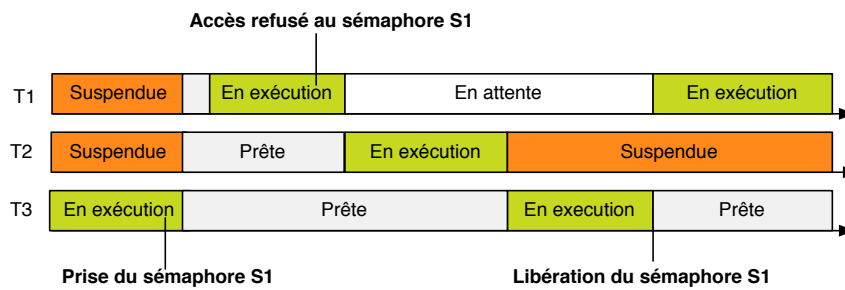 Accès refusé au sémaphore S1
T1 Suspendue En exécution En attente En exécution
T2 Suspendue Prête En exécution Suspendue
T3 En exécution Prête En execution Prête
Prise du sémaphore S1 Libération du sémaphore S1